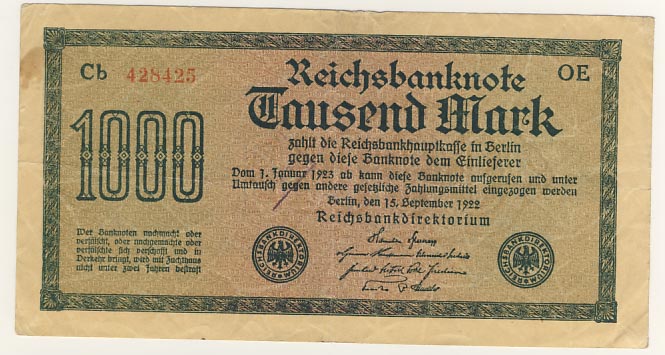 Cb 428425
Reichsbanknote
OE
Tausend Mark
1000
zahlt die Reichsbankhauptkasse in Berlin
gegen diese Banknote dem Einlieferer
Vom 1. Januar 1923 ab kann diese Banknote aufgerufen und unter
Umtausch gegen andere gesetzliche Zahlungsmittel eingezogen werden
Berlin, den 15. September 1922
Reichsbankdirektorium
Wer Banknoten nachmacht oder
verfälscht, oder nachgemachte oder
verfälschte sich verschafft und in
Verkehr bringt, wird mit Zuchthaus
nicht unter zwei Jahren bestraft
REICHSBANKDIREKTORIUM
REICHSBANKDIREKTORIUM